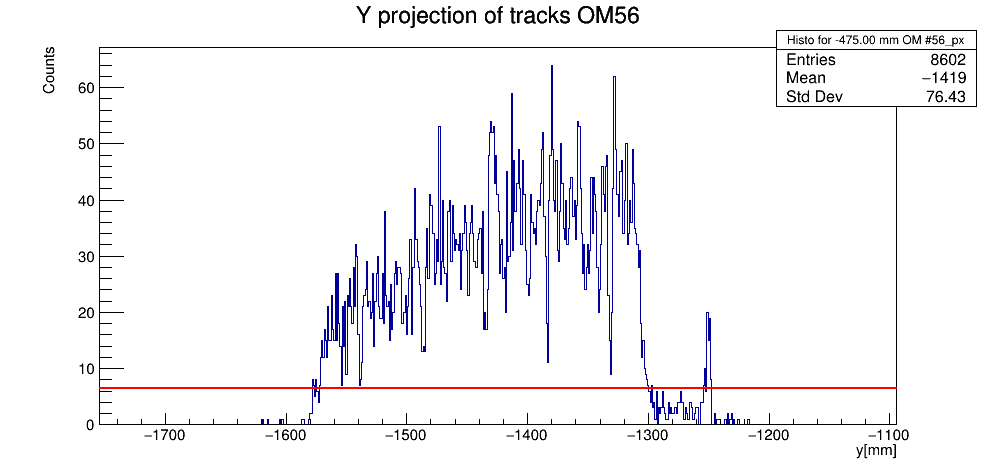 Y projection of tracks OM56
Histo for -475.00 mm OM #56_px
Entries 8602
Mean −1419
Std Dev 76.43
Counts
60
50
40
30
20
10
0
−1700 −1600 −1500 −1400 −1300 −1200 −1100
y[mm]